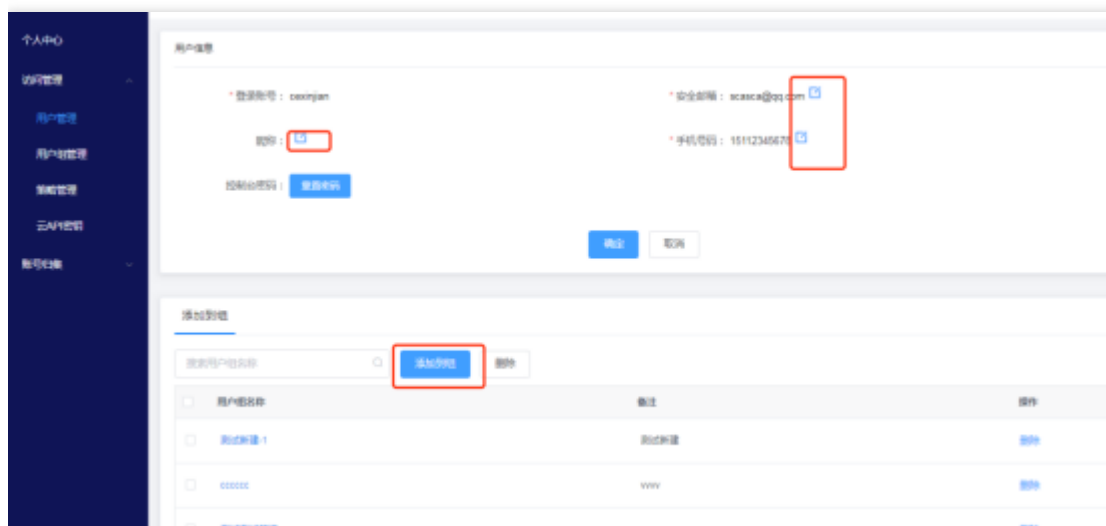 个人中心
访问管理
用户管理
用户组管理
策略管理
云API密钥
账号归集
用户信息
* 登录账号：
* 安全邮箱： scasca@qq.com
昵称：
* 手机号码： 15112345678
控制台密码： 重置密码
确定 取消
添加到组
搜索用户组名称 添加到组 删除
用户组名称 备注 操作
测试新建-1 测试新建 删除
cccccc vvvv 删除